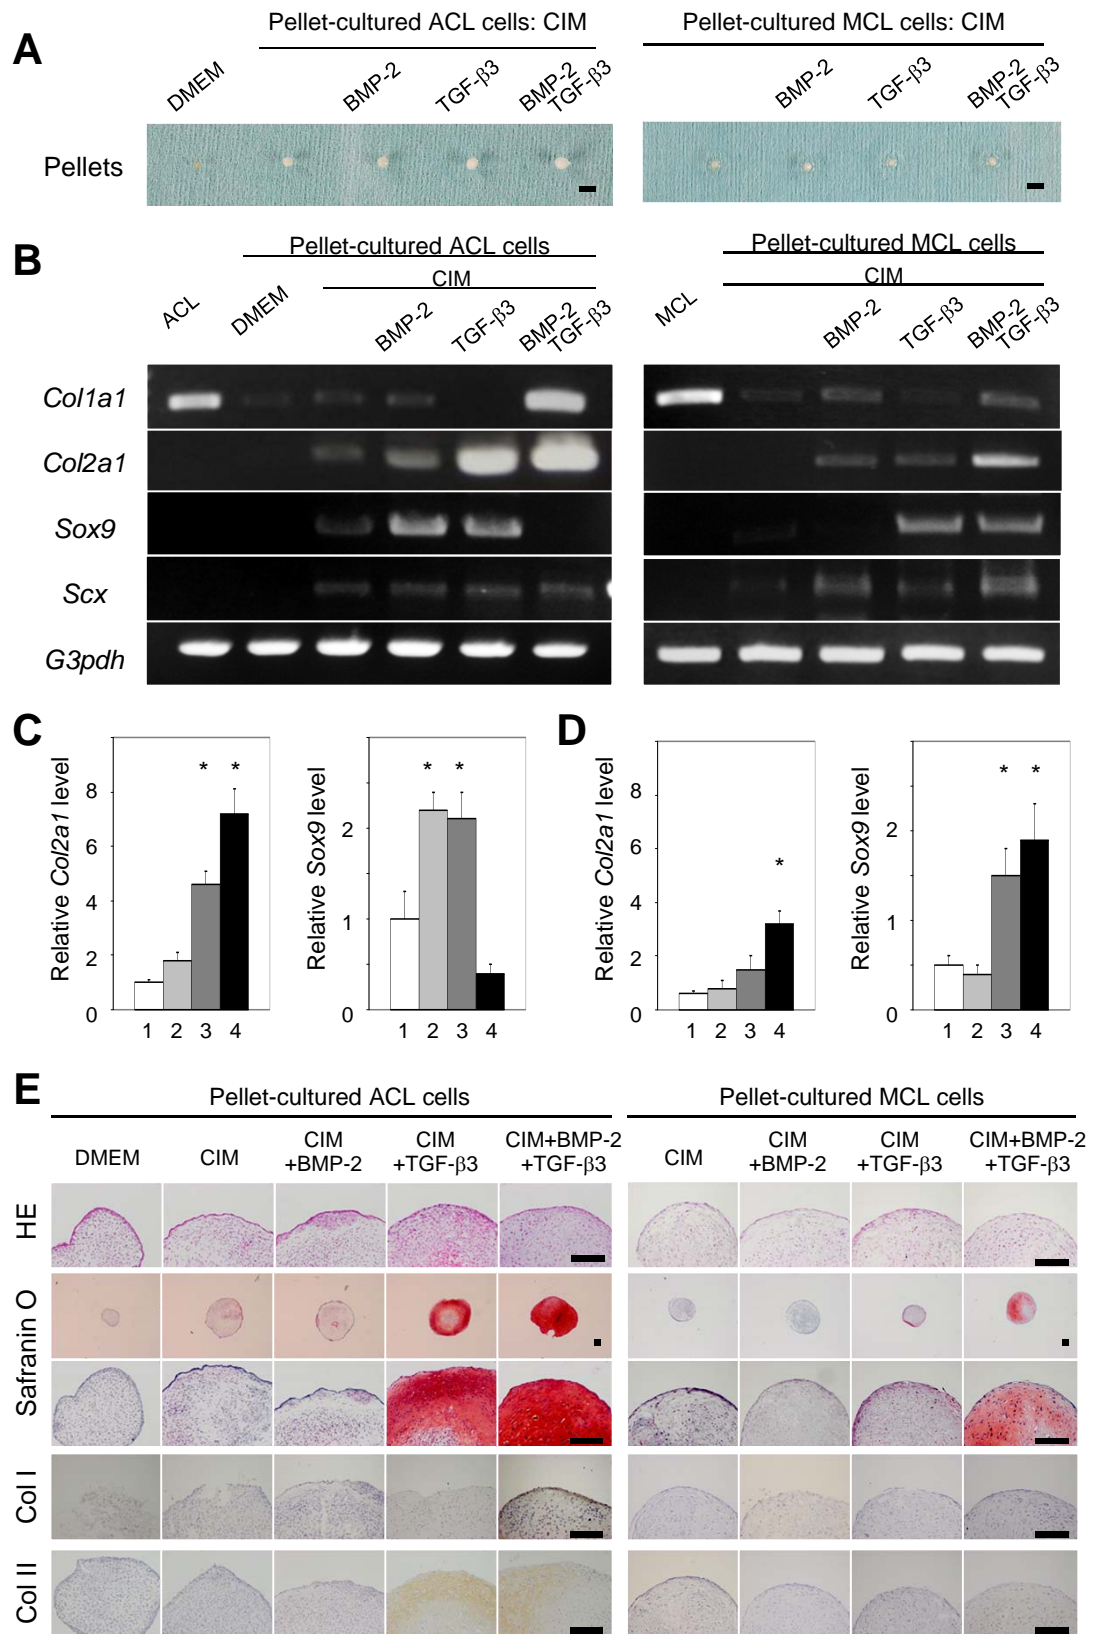 A
Pellet-cultured ACL cells: CIM
Pellet-cultured MCL cells: CIM
DMEM
BMP-2
TGF-β3
BMP-2
TGF-β3
BMP-2
TGF-β3
BMP-2
TGF-β3
Pellets
B
Pellet-cultured ACL cells
Pellet-cultured MCL cells
CIM
CIM
ACL
DMEM
BMP-2
TGF-β3
BMP-2
TGF-β3
MCL
BMP-2
TGF-β3
BMP-2
TGF-β3
Col1a1
Col2a1
Sox9
Scx
G3pdh
C
Relative Col2a1 level
8
6
4
2
0
* *
1 2 3 4
Relative Sox9 level
2
1
0
* *
1 2 3 4
D
Relative Col2a1 level
8
6
4
2
0
*
1 2 3 4
Relative Sox9 level
2
1
0
* *
1 2 3 4
E
Pellet-cultured ACL cells
Pellet-cultured MCL cells
DMEM
CIM
CIM
+BMP-2
CIM
+TGF-β3
CIM+BMP-2
+TGF-β3
CIM
CIM
+BMP-2
CIM
+TGF-β3
CIM+BMP-2
+TGF-β3
HE
Safranin O
Col I
Col II